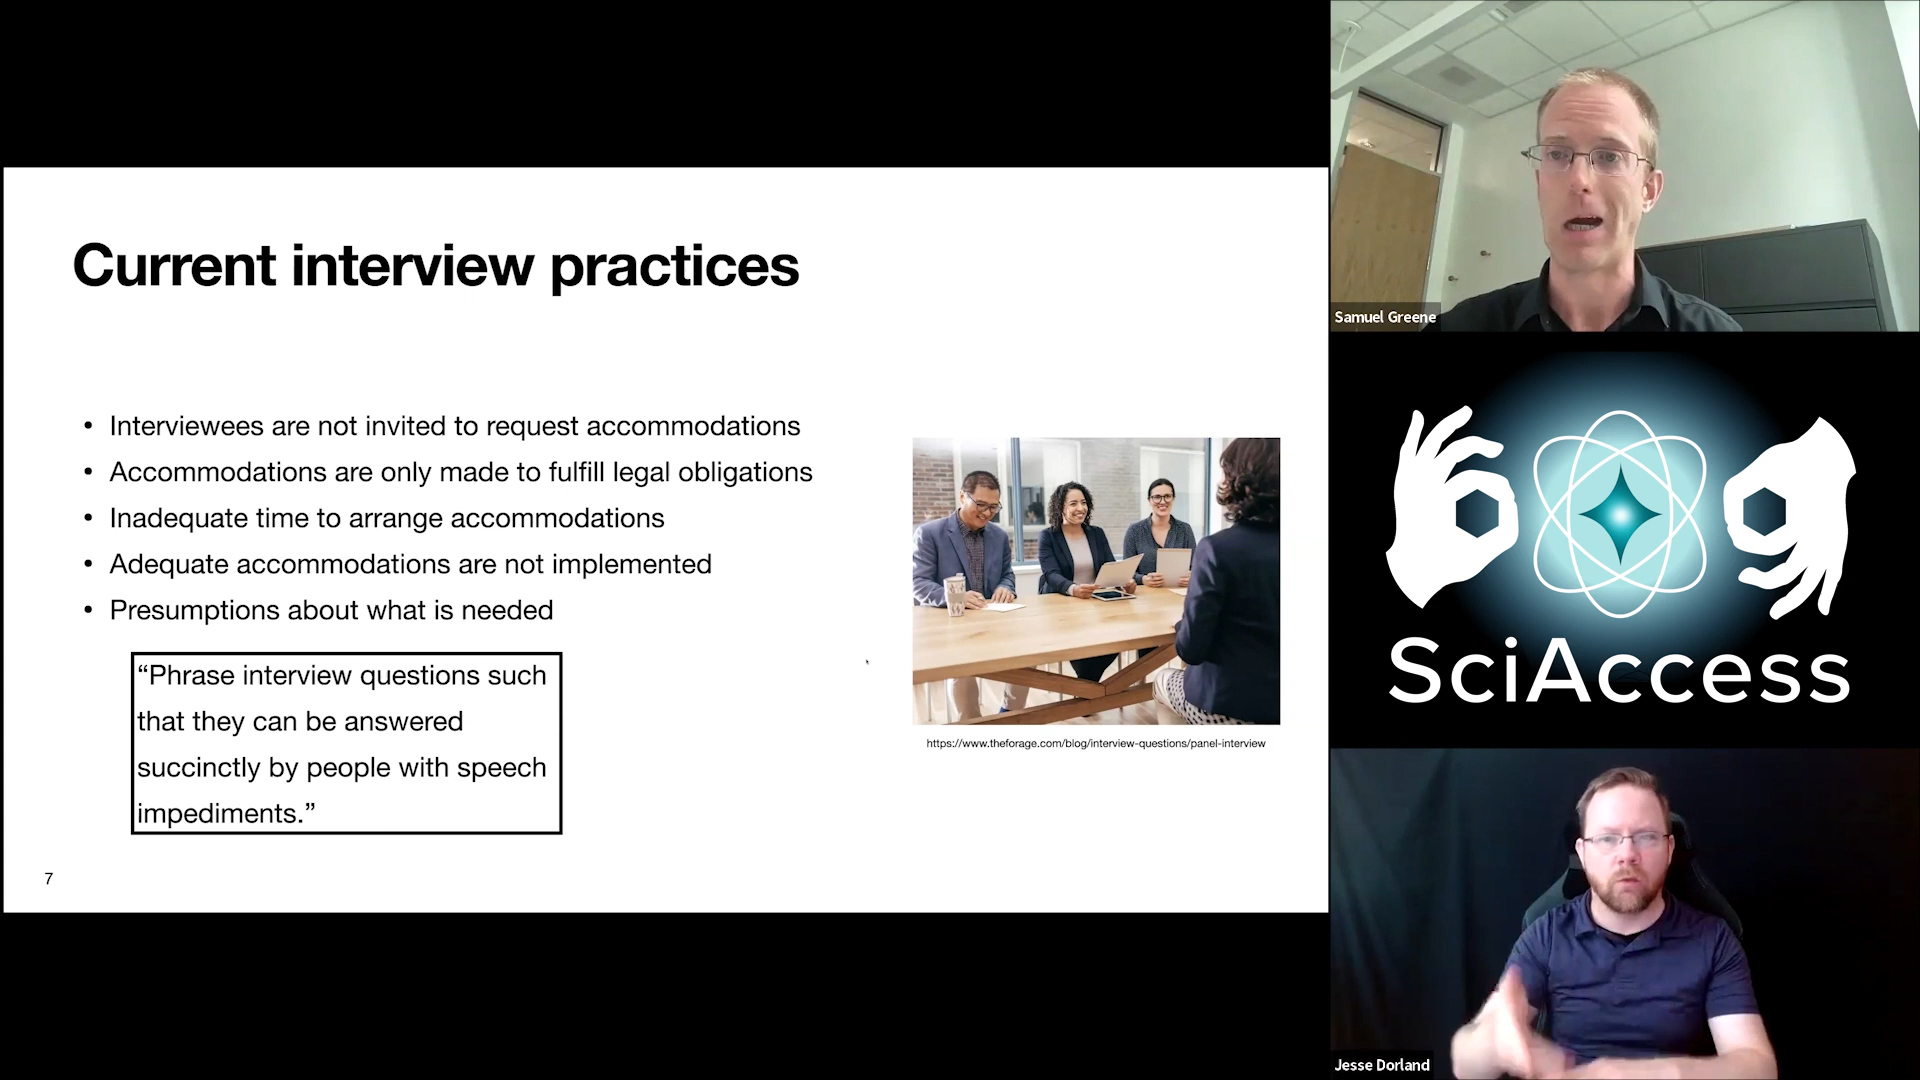 Current interview practices
• Interviewees are not invited to request accommodations
• Accommodations are only made to fulfill legal obligations
• Inadequate time to arrange accommodations
• Adequate accommodations are not implemented
• Presumptions about what is needed
“Phrase interview questions such
that they can be answered
succinctly by people with speech
impediments.”
https://www.theforage.com/blog/interview-questions/panel-interview
7
Samuel Greene
SciAccess
Jesse Dorland